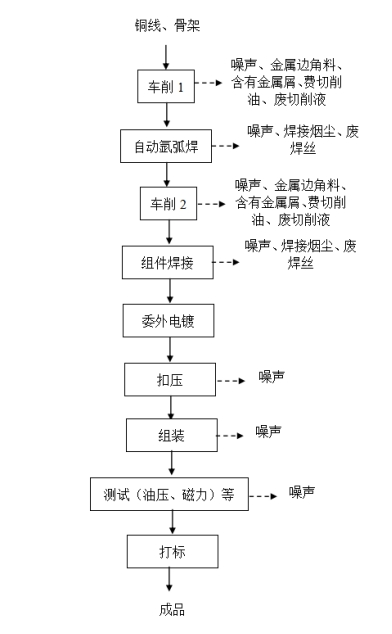 铜线、骨架
噪声、金属边角料、
含有金属屑、费切削
油、废切削液
车削 1
噪声、焊接烟尘、废
焊丝
自动氩弧焊
噪声、金属边角料、
含有金属屑、费切削
油、废切削液
车削 2
噪声、焊接烟尘、废
焊丝
组件焊接
委外电镀
扣压
噪声
组装
噪声
测试（油压、磁力）等
噪声
打标
成品